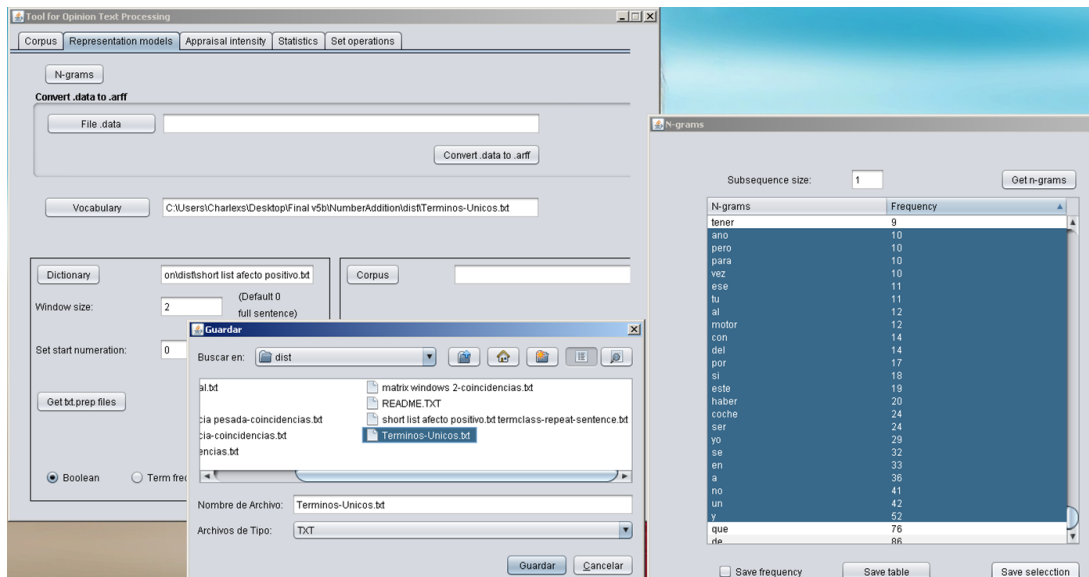 Tool for Opinion Text Processing
Corpus Representation models Appraisal intensity Statistics Set operations
N-grams
Convert .data to .arff
File .data
Convert .data to .arff
Vocabulary C:\Users\Charlexs\Desktop\Final v5b\NumberAddition\dist\Terminos-Unicos.txt
Dictionary on\dist\short list afecto positivo.txt Corpus
Window size: 2 (Default 0
full sentence)
Set start numeration: 0
Get txt.prep files
Boolean Term fre
Guardar
Buscar en: dist
al.txt matrix windows 2-coincidencias.txt
README.TXT
cia pesada-coincidencias.txt short list afecto positivo.txt termclass-repeat-sentence.txt
cia-coincidencias.txt Terminos-Unicos.txt
encias.txt
Nombre de Archivo: Terminos-Unicos.txt
Archivos de Tipo: TXT
Guardar Cancelar
N-grams
Subsequence size: 1 Get n-grams
N-grams Frequency
tener 9
ano 10
pero 10
para 10
vez 10
ese 11
tu 11
al 12
motor 12
con 14
del 14
por 17
si 18
este 19
haber 20
coche 24
ser 24
yo 29
se 32
en 33
a 36
no 41
un 42
y 52
que 76
de 86
Save frequency Save table Save selecction